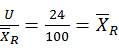 U/X̅_R = 24/100 = X̅_R